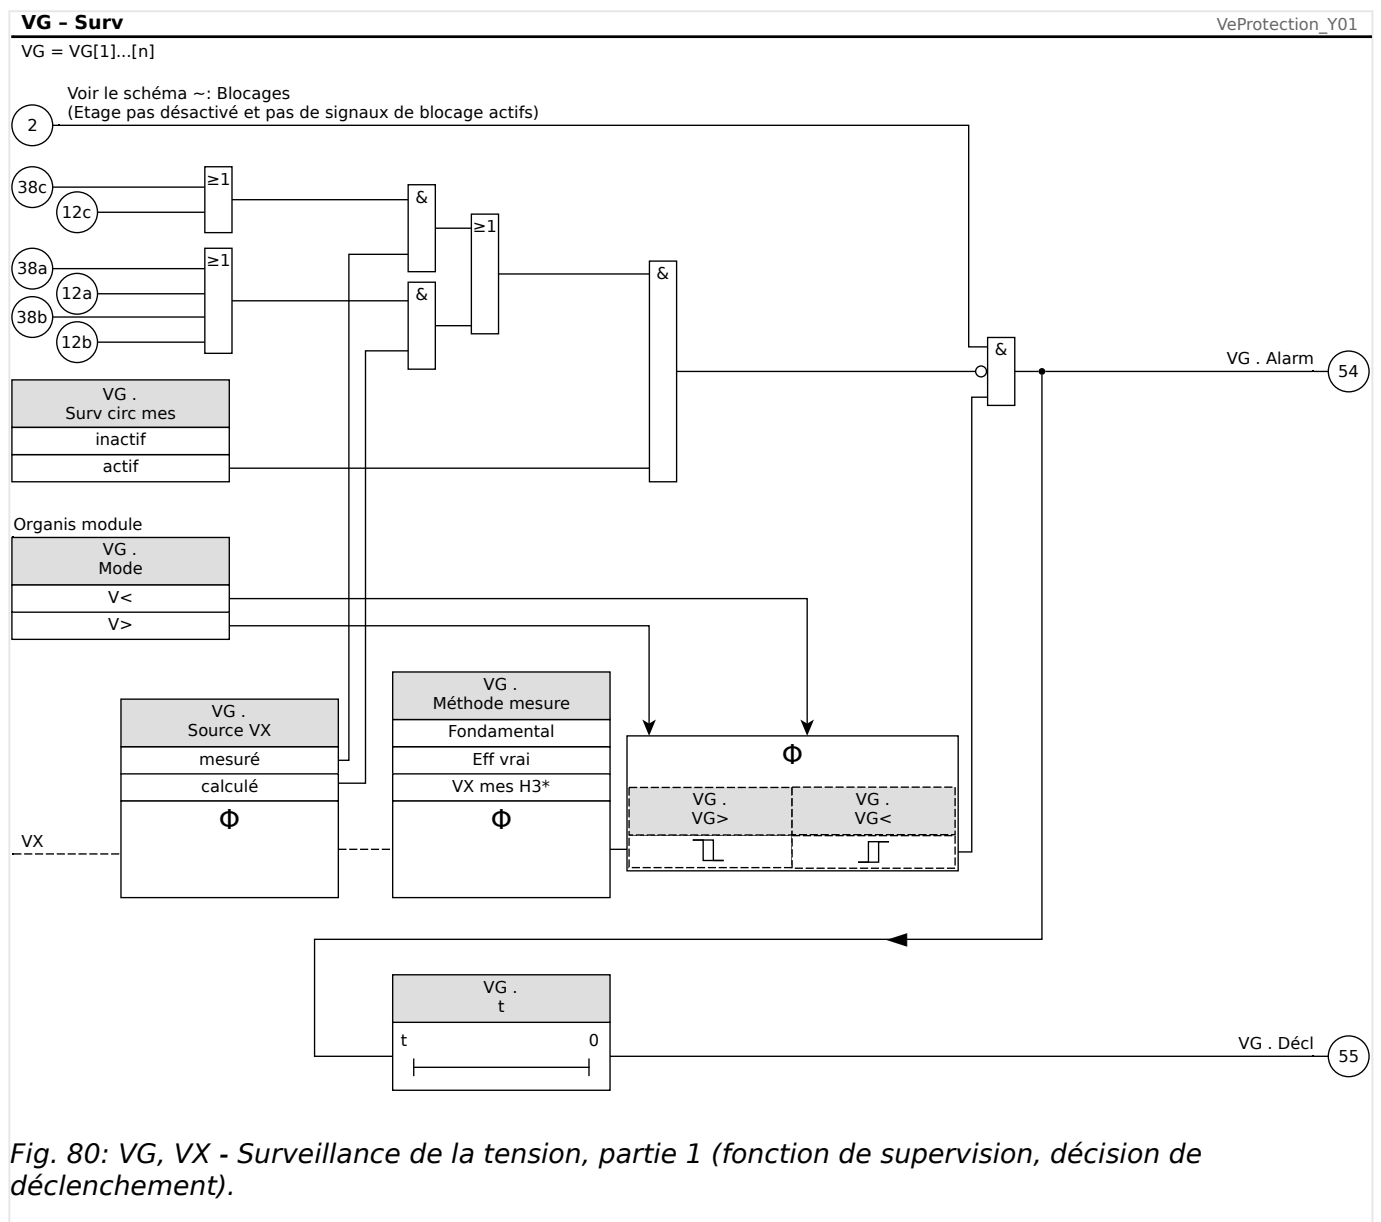 VG – Surv
VeProtection_Y01
VG = VG[1]...[n]
Voir le schéma ~: Blocages
(Etage pas désactivé et pas de signaux de blocage actifs)
2
38c
≥1
12c
&
≥1
38a
≥1
12a
&
38b
12b
&
&
VG . Alarm
54
VG .
Surv circ mes
inactif
actif
Organis module
VG .
Mode
V<
V>
VG .
Source VX
mesuré
calculé
Φ
VX
VG .
Méthode mesure
Fondamental
Eff vrai
VX mes H3*
Φ
Φ
VG .
VG>
VG .
VG<
VG .
t
t
0
VG . Décl
55
Fig. 80: VG, VX - Surveillance de la tension, partie 1 (fonction de supervision, décision de
déclenchement).